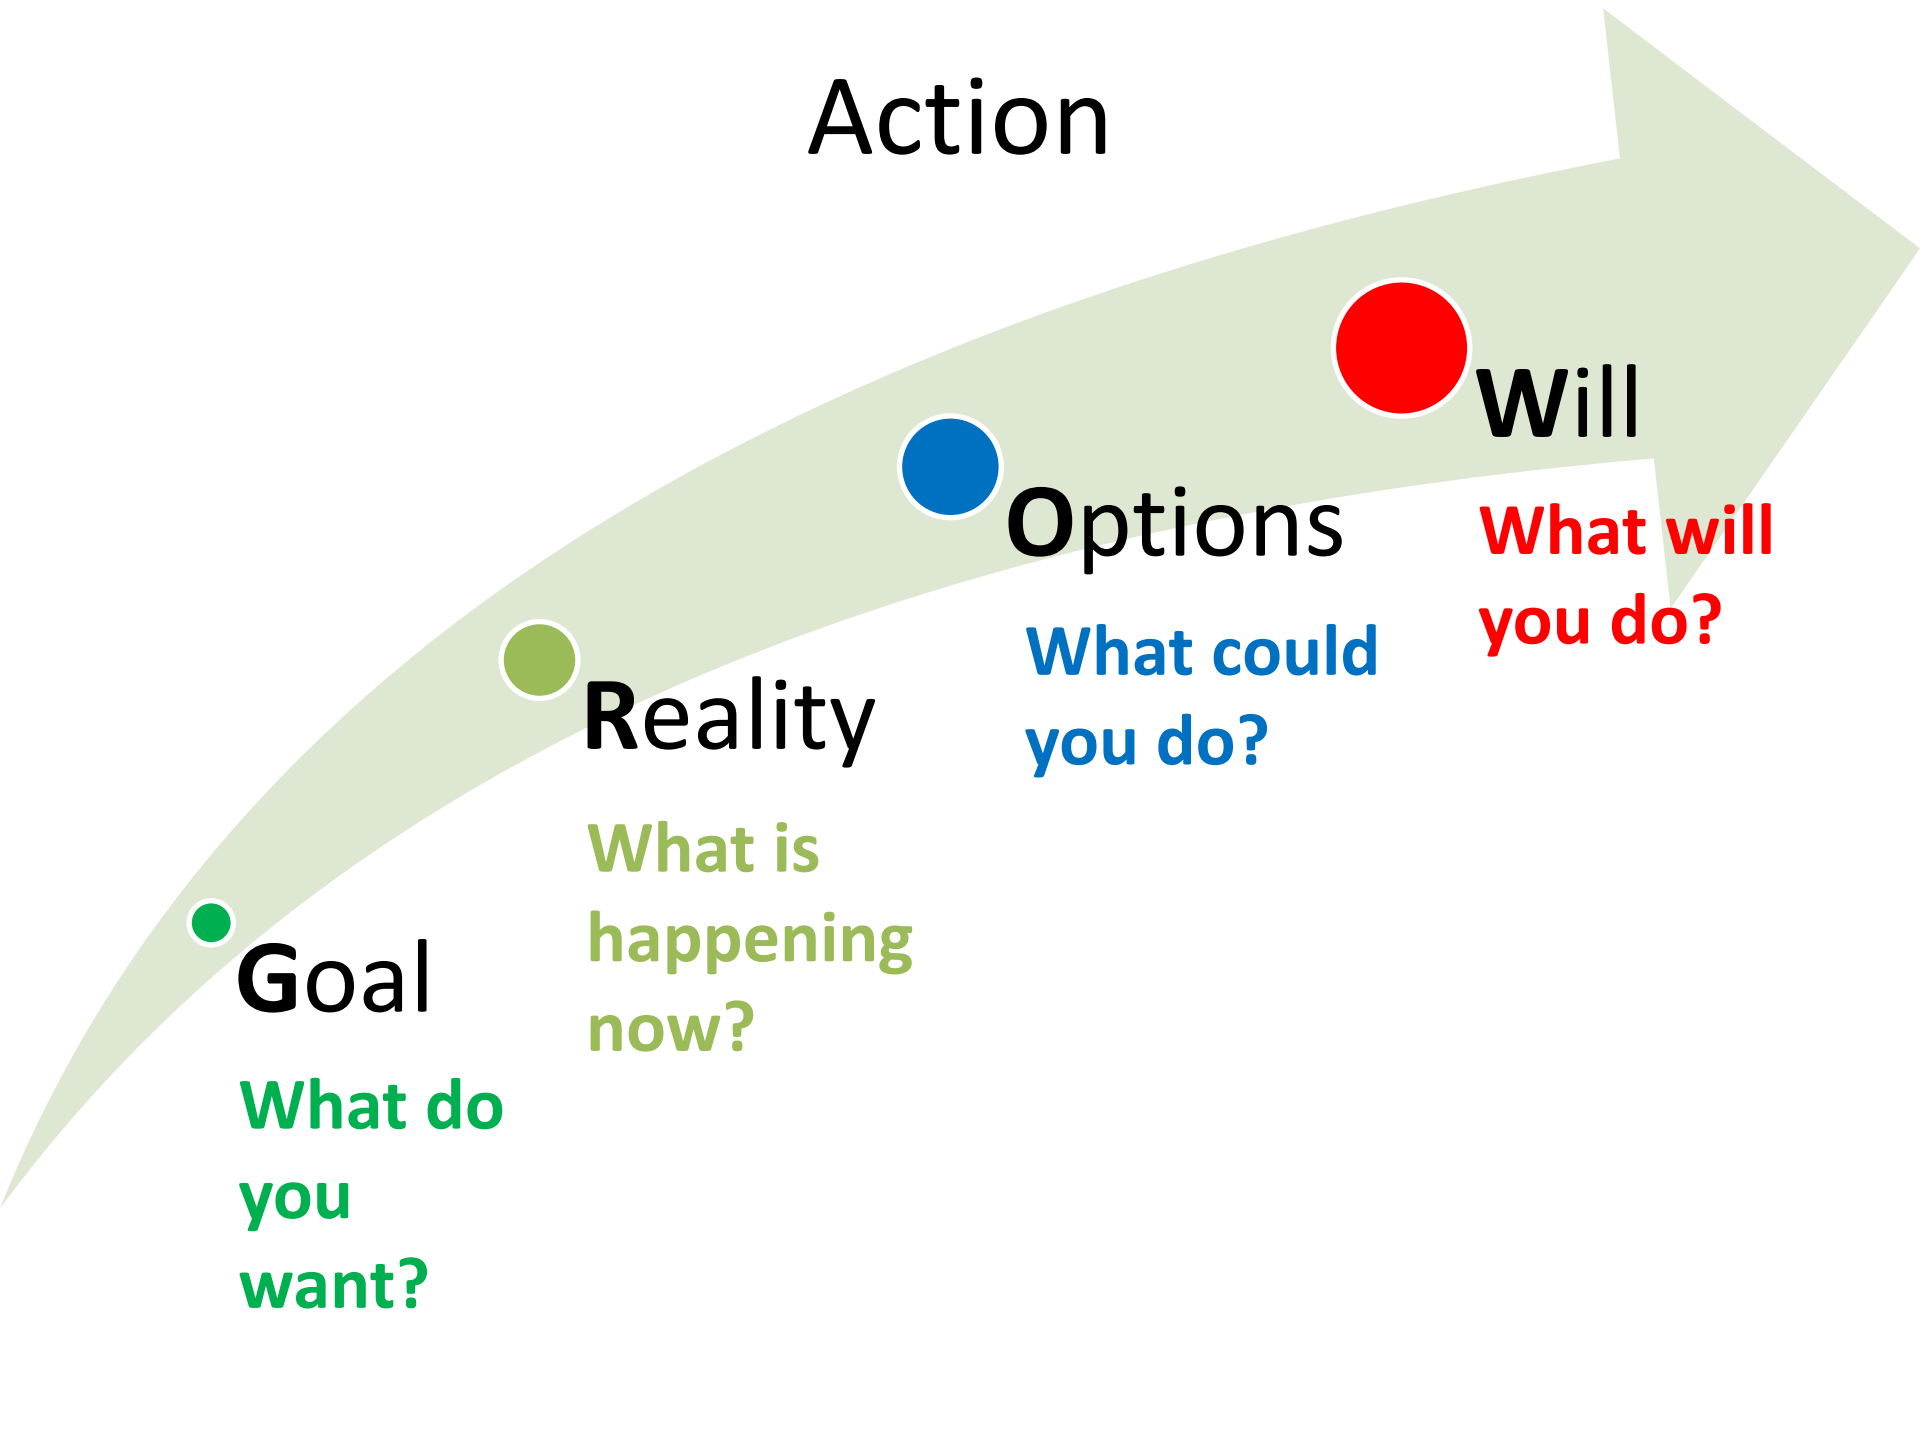 Action
Goal
What do
you
want?
Reality
What is
happening
now?
Options
What could
you do?
Will
What will
you do?